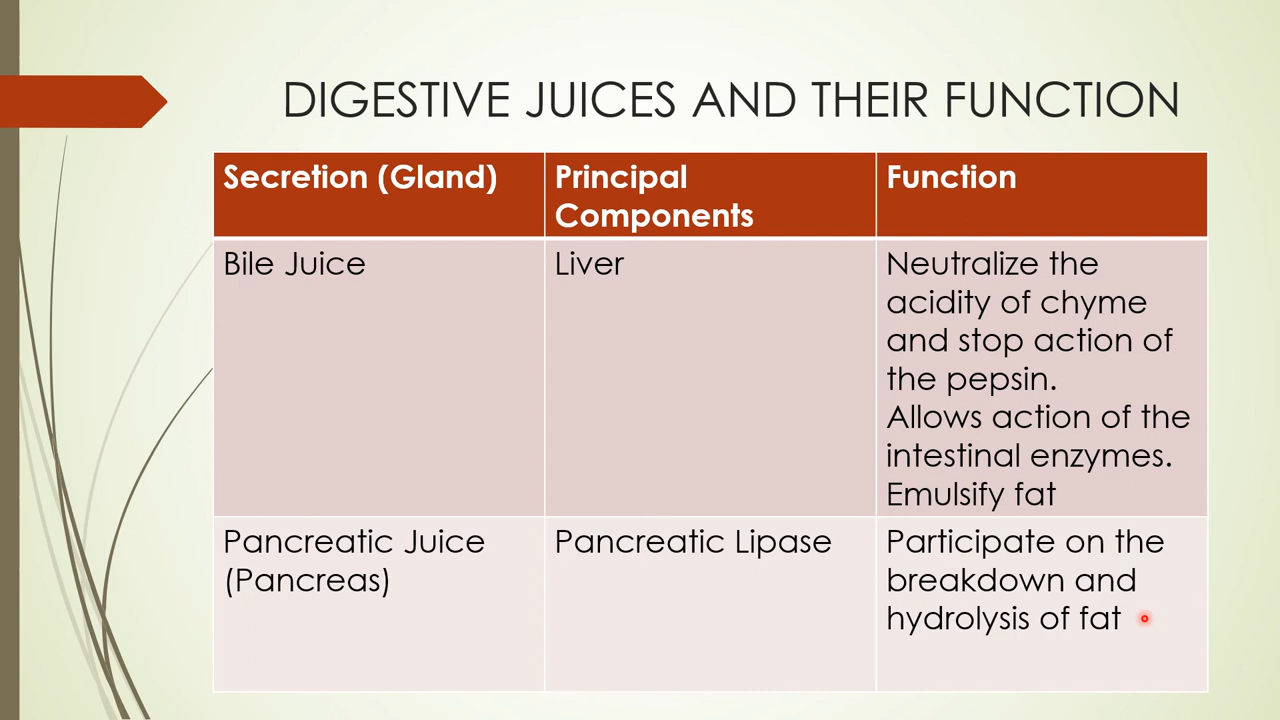 DIGESTIVE JUICES AND THEIR FUNCTION
Secretion (Gland)
Principal
Components
Function
Bile Juice
Liver
Neutralize the
acidity of chyme
and stop action of
the pepsin.
Allows action of the
intestinal enzymes.
Emulsify fat
Pancreatic Juice
(Pancreas)
Pancreatic Lipase
Participate on the
breakdown and
hydrolysis of fat